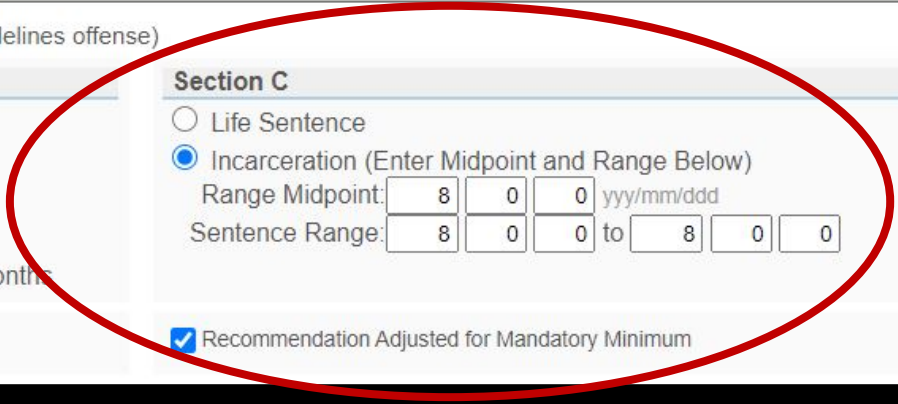 delines offense)
Section C
Life Sentence
Incarceration (Enter Midpoint and Range Below)
Range Midpoint: 8 0 0 yyy/mm/ddd
Sentence Range: 8 0 0 to 8 0 0
onths
Recommendation Adjusted for Mandatory Minimum